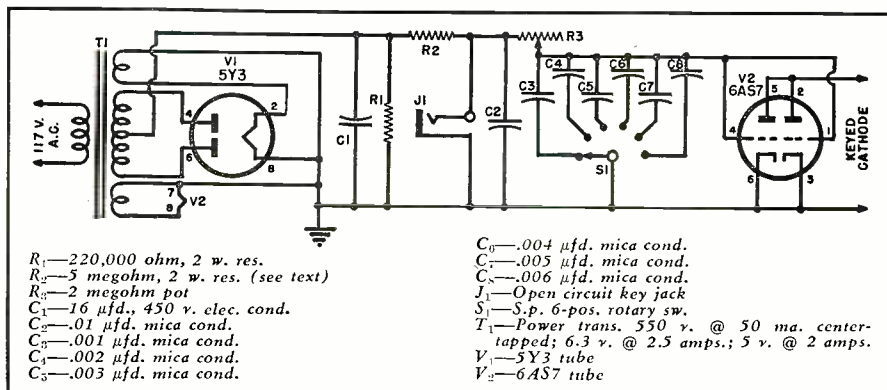 T1
V1
5Y3
2
4
6
8
117 V.
A.C.
7
8
V2
C1
R1
R2
J1
C2
R3
C3
C4
C5
C6
C7
C8
S1
V2
6AS7
5
2
4
1
6
3
KEYED
CATHODE
R₁—220,000 ohm, 2 w. res.
R₂—5 megohm, 2 w. res. (see text)
R₃—2 megohm pot
C₁—16 µfd., 450 v. elec. cond.
C₂—.01 µfd. mica cond.
C₃—.001 µfd. mica cond.
C₄—.002 µfd. mica cond.
C₅—.003 µfd. mica cond.
C₆—.004 µfd. mica cond.
C₇—.005 µfd. mica cond.
C₈—.006 µfd. mica cond.
J₁—Open circuit key jack
S₁—S.p. 6-pos. rotary sw.
T₁—Power trans. 550 v. @ 50 ma. center-
tapped; 6.3 v. @ 2.5 amps.; 5 v. @ 2 amps.
V₁—5Y3 tube
V₂—6AS7 tube